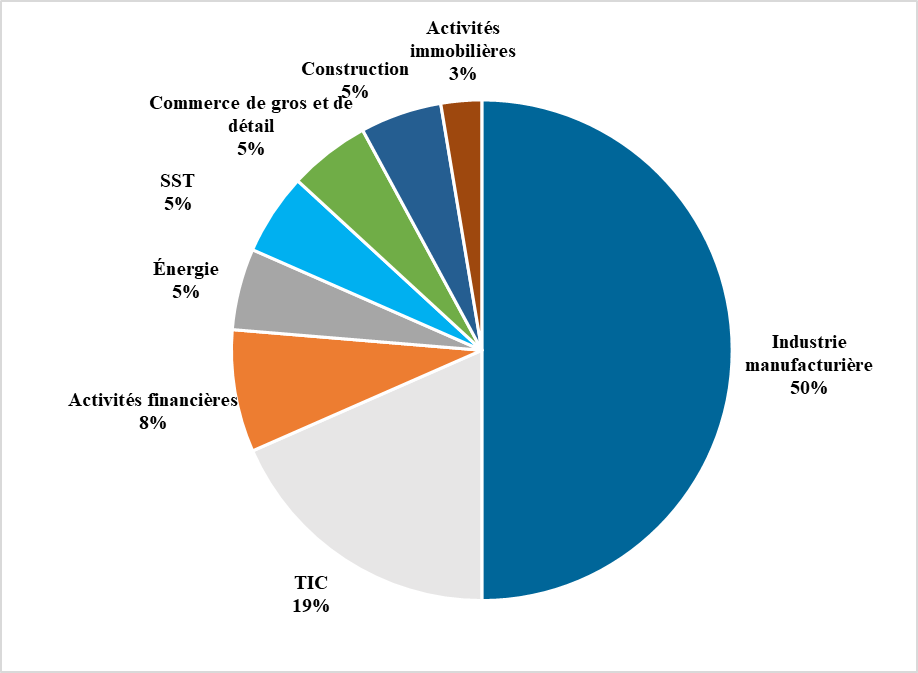 Activités
immobilières
3%
Construction
5%
Commerce de gros et de
détail
5%
SST
5%
Énergie
5%
Activités financières
8%
TIC
19%
Industrie
manufacturière
50%